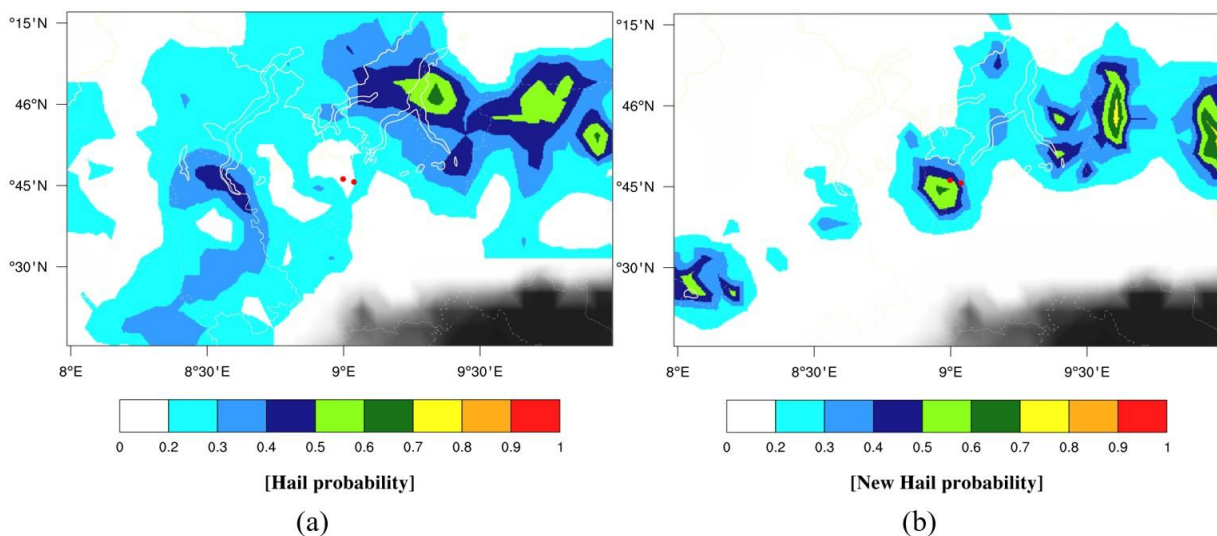 °15'N
46°N
°45'N
°30'N
8°E 8°30'E 9°E 9°30'E
0 0.2 0.3 0.4 0.5 0.6 0.7 0.8 0.9 1
[Hail probability]
(a)
°15'N
46°N
°45'N
°30'N
8°E 8°30'E 9°E 9°30'E
0 0.2 0.3 0.4 0.5 0.6 0.7 0.8 0.9 1
[New Hail probability]
(b)